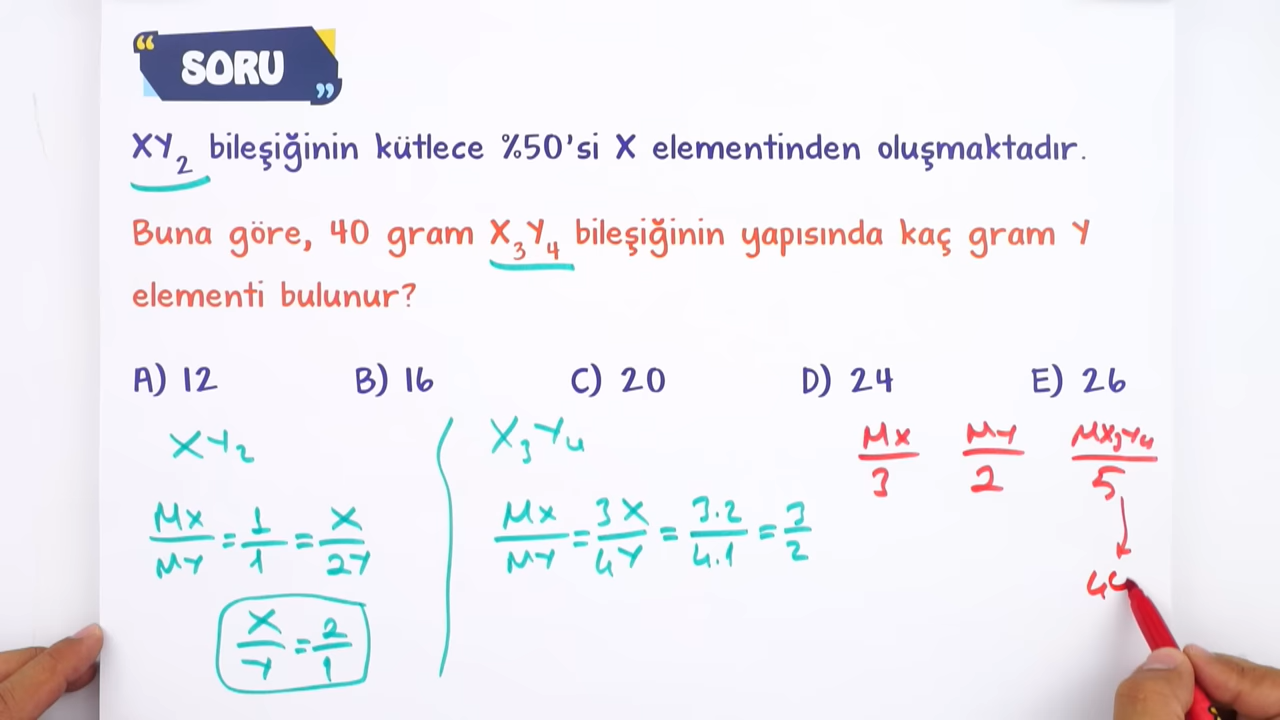 SORU
XY₂ bileşiğinin kütlece %50'si X elementinden oluşmaktadır.
Buna göre, 40 gram X₃Y₄ bileşiğinin yapısında kaç gram Y
elementi bulunur?
A) 12 B) 16 C) 20 D) 24 E) 26
XY₂
MX/MY = 1/1 = X/2Y
X/Y = 2/1
X₃Y₄
MX/MY = 3X/4Y = 3.2/4.1 = 3/2
MX MY MX₃Y₄
3 2 5